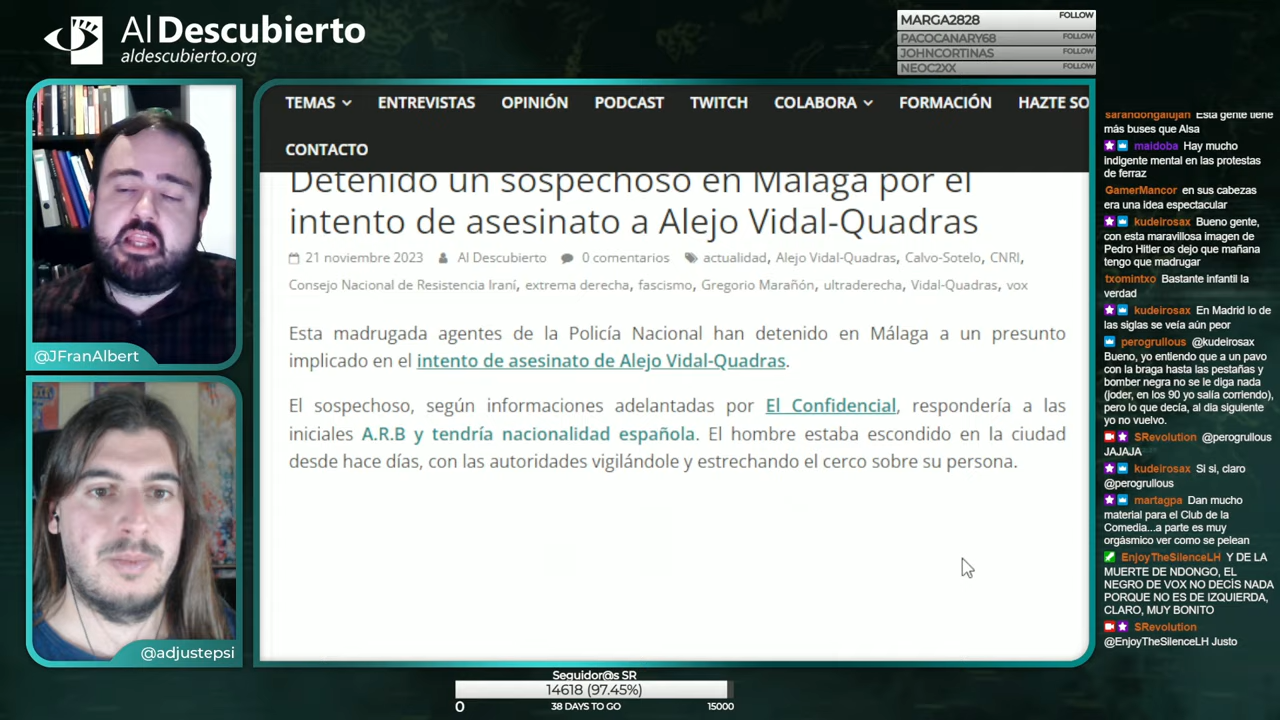 Al Descubierto
aldescubierto.org
MARGA2828 FOLLOW
PACOCANARY68 FOLLOW
JOHNCORTINAS FOLLOW
NEOC2XX FOLLOW
TEMAS ENTREVISTAS OPINIÓN PODCAST TWITCH COLABORA FORMACIÓN HAZTE SO
CONTACTO
Detenido un sospechoso en Málaga por el
intento de asesinato a Alejo Vidal-Quadras
21 noviembre 2023 Al Descubierto 0 comentarios actualidad, Alejo Vidal-Quadras, Calvo-Sotelo, CNRI,
Consejo Nacional de Resistencia Iraní, extrema derecha, fascismo, Gregorio Marañón, ultraderecha, Vidal-Quadras, vox
Esta madrugada agentes de la Policía Nacional han detenido en Málaga a un presunto
implicado en el intento de asesinato de Alejo Vidal-Quadras.
El sospechoso, según informaciones adelantadas por El Confidencial, respondería a las
iniciales A.R.B y tendría nacionalidad española. El hombre estaba escondido en la ciudad
desde hace días, con las autoridades vigilándole y estrechando el cerco sobre su persona.
@JFranAlbert
@adjustepsi
sarandongalujan Esta gente tiene
más buses que Alsa
maidoba Hay mucho
indigente mental en las protestas
de ferraz
GamerMancor en sus cabezas
era una idea espectacular
kudeirosax Bueno gente,
con esta maravillosa imagen de
Pedro Hitler os dejo que mañana
tengo que madrugar
txomintxo Bastante infantil la
verdad
kudeirosax En Madrid lo de
las siglas se veía aún peor
perogrullous @kudeirosax
Bueno, yo entiendo que a un pavo
con la braga hasta las pestañas y
bomber negra no se le diga nada
(joder, en los 90 yo salía corriendo),
pero lo que decía, al día siguiente
yo no vuelvo.
SRevolution @perogrullous
JAJAJA
kudeirosax Si si, claro
@perogrullous
martagpa Dan mucho
material para el Club de la
Comedia...a parte es muy
orgásmico ver como se pelean
EnjoyTheSilenceLH Y DE LA
MUERTE DE NDONGO, EL
NEGRO DE VOX NO DECÍS NADA
PORQUE NO ES DE IZQUIERDA,
CLARO, MUY BONITO
SRevolution
@EnjoyTheSilenceLH Justo
Seguidor@s SR
14618 (97.45%)
0 38 DAYS TO GO 15000